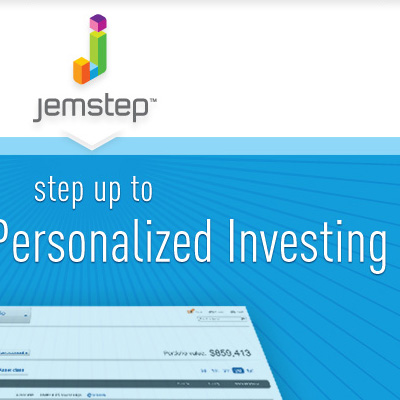 jemstep™
step up to
Personalized Investing
Portfolio value: $859,413